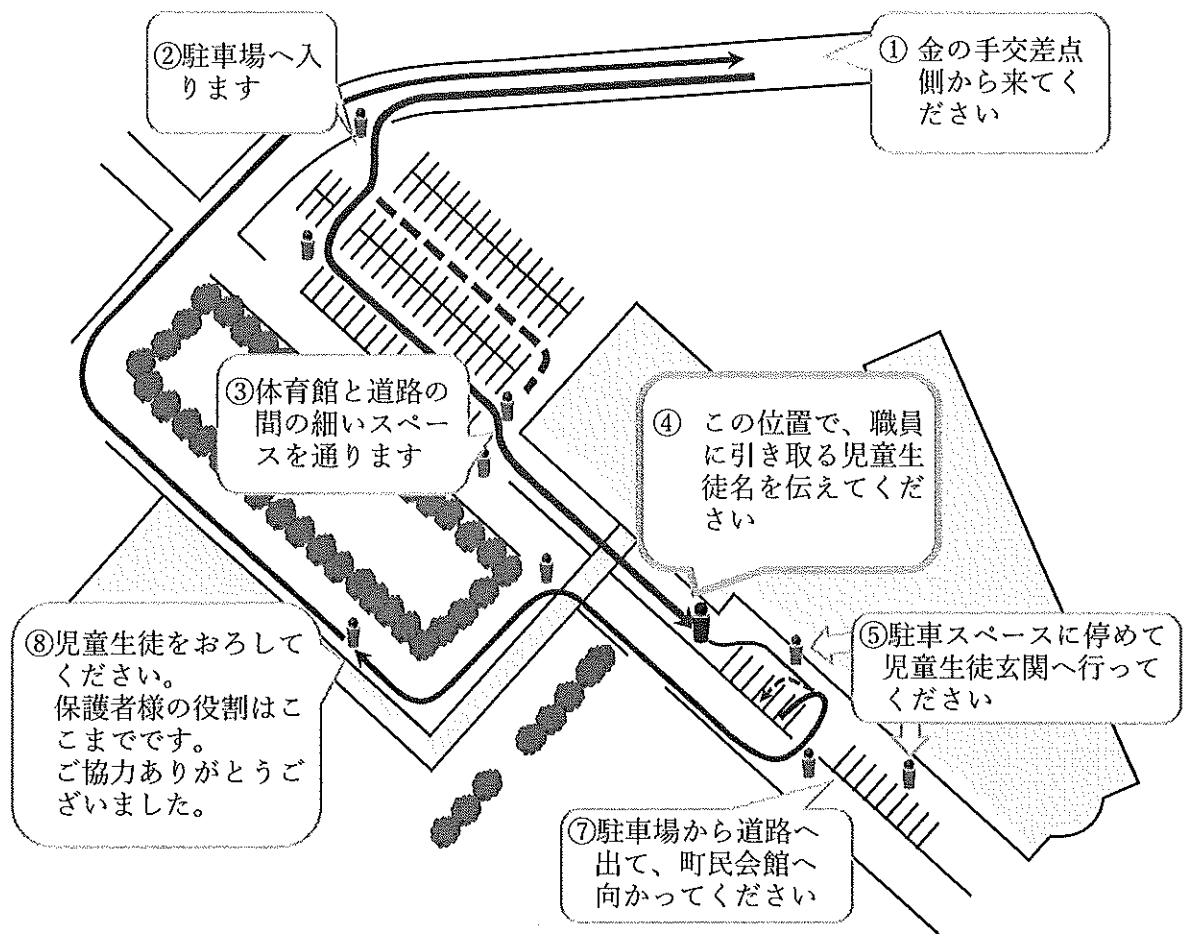 ① 金の手交差点
側から来てく
ださい
②駐車場へ入
ります
③体育館と道路の
間の細いスペー
スを通ります
④ この位置で、職員
に引き取る児童生
徒名を伝えてくだ
さい
⑤駐車スペースに停めて
児童生徒玄関へ行って
ください
⑦駐車場から道路へ
出て、町民会館へ
向かってください
⑧児童生徒をおろして
ください。
保護者様の役割はこ
こまでです。
ご協力ありがとうご
ざいました。